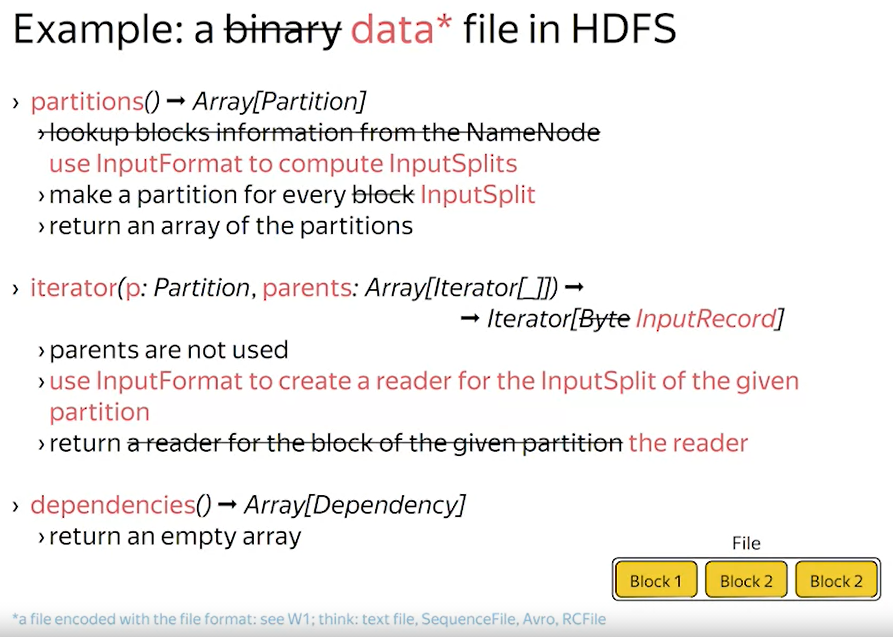 Example: a binary data* file in HDFS
› partitions() ➞ Array[Partition]
› lookup blocks information from the NameNode
use InputFormat to compute InputSplits
› make a partition for every block InputSplit
› return an array of the partitions
› iterator(p: Partition, parents: Array[Iterator[_]]) ➞
➞ Iterator[Byte InputRecord]
› parents are not used
› use InputFormat to create a reader for the InputSplit of the given
partition
› return a reader for the block of the given partition the reader
› dependencies() ➞ Array[Dependency]
› return an empty array
File
Block 1 Block 2 Block 2
*a file encoded with the file format: see W1; think: text file, SequenceFile, Avro, RCFile